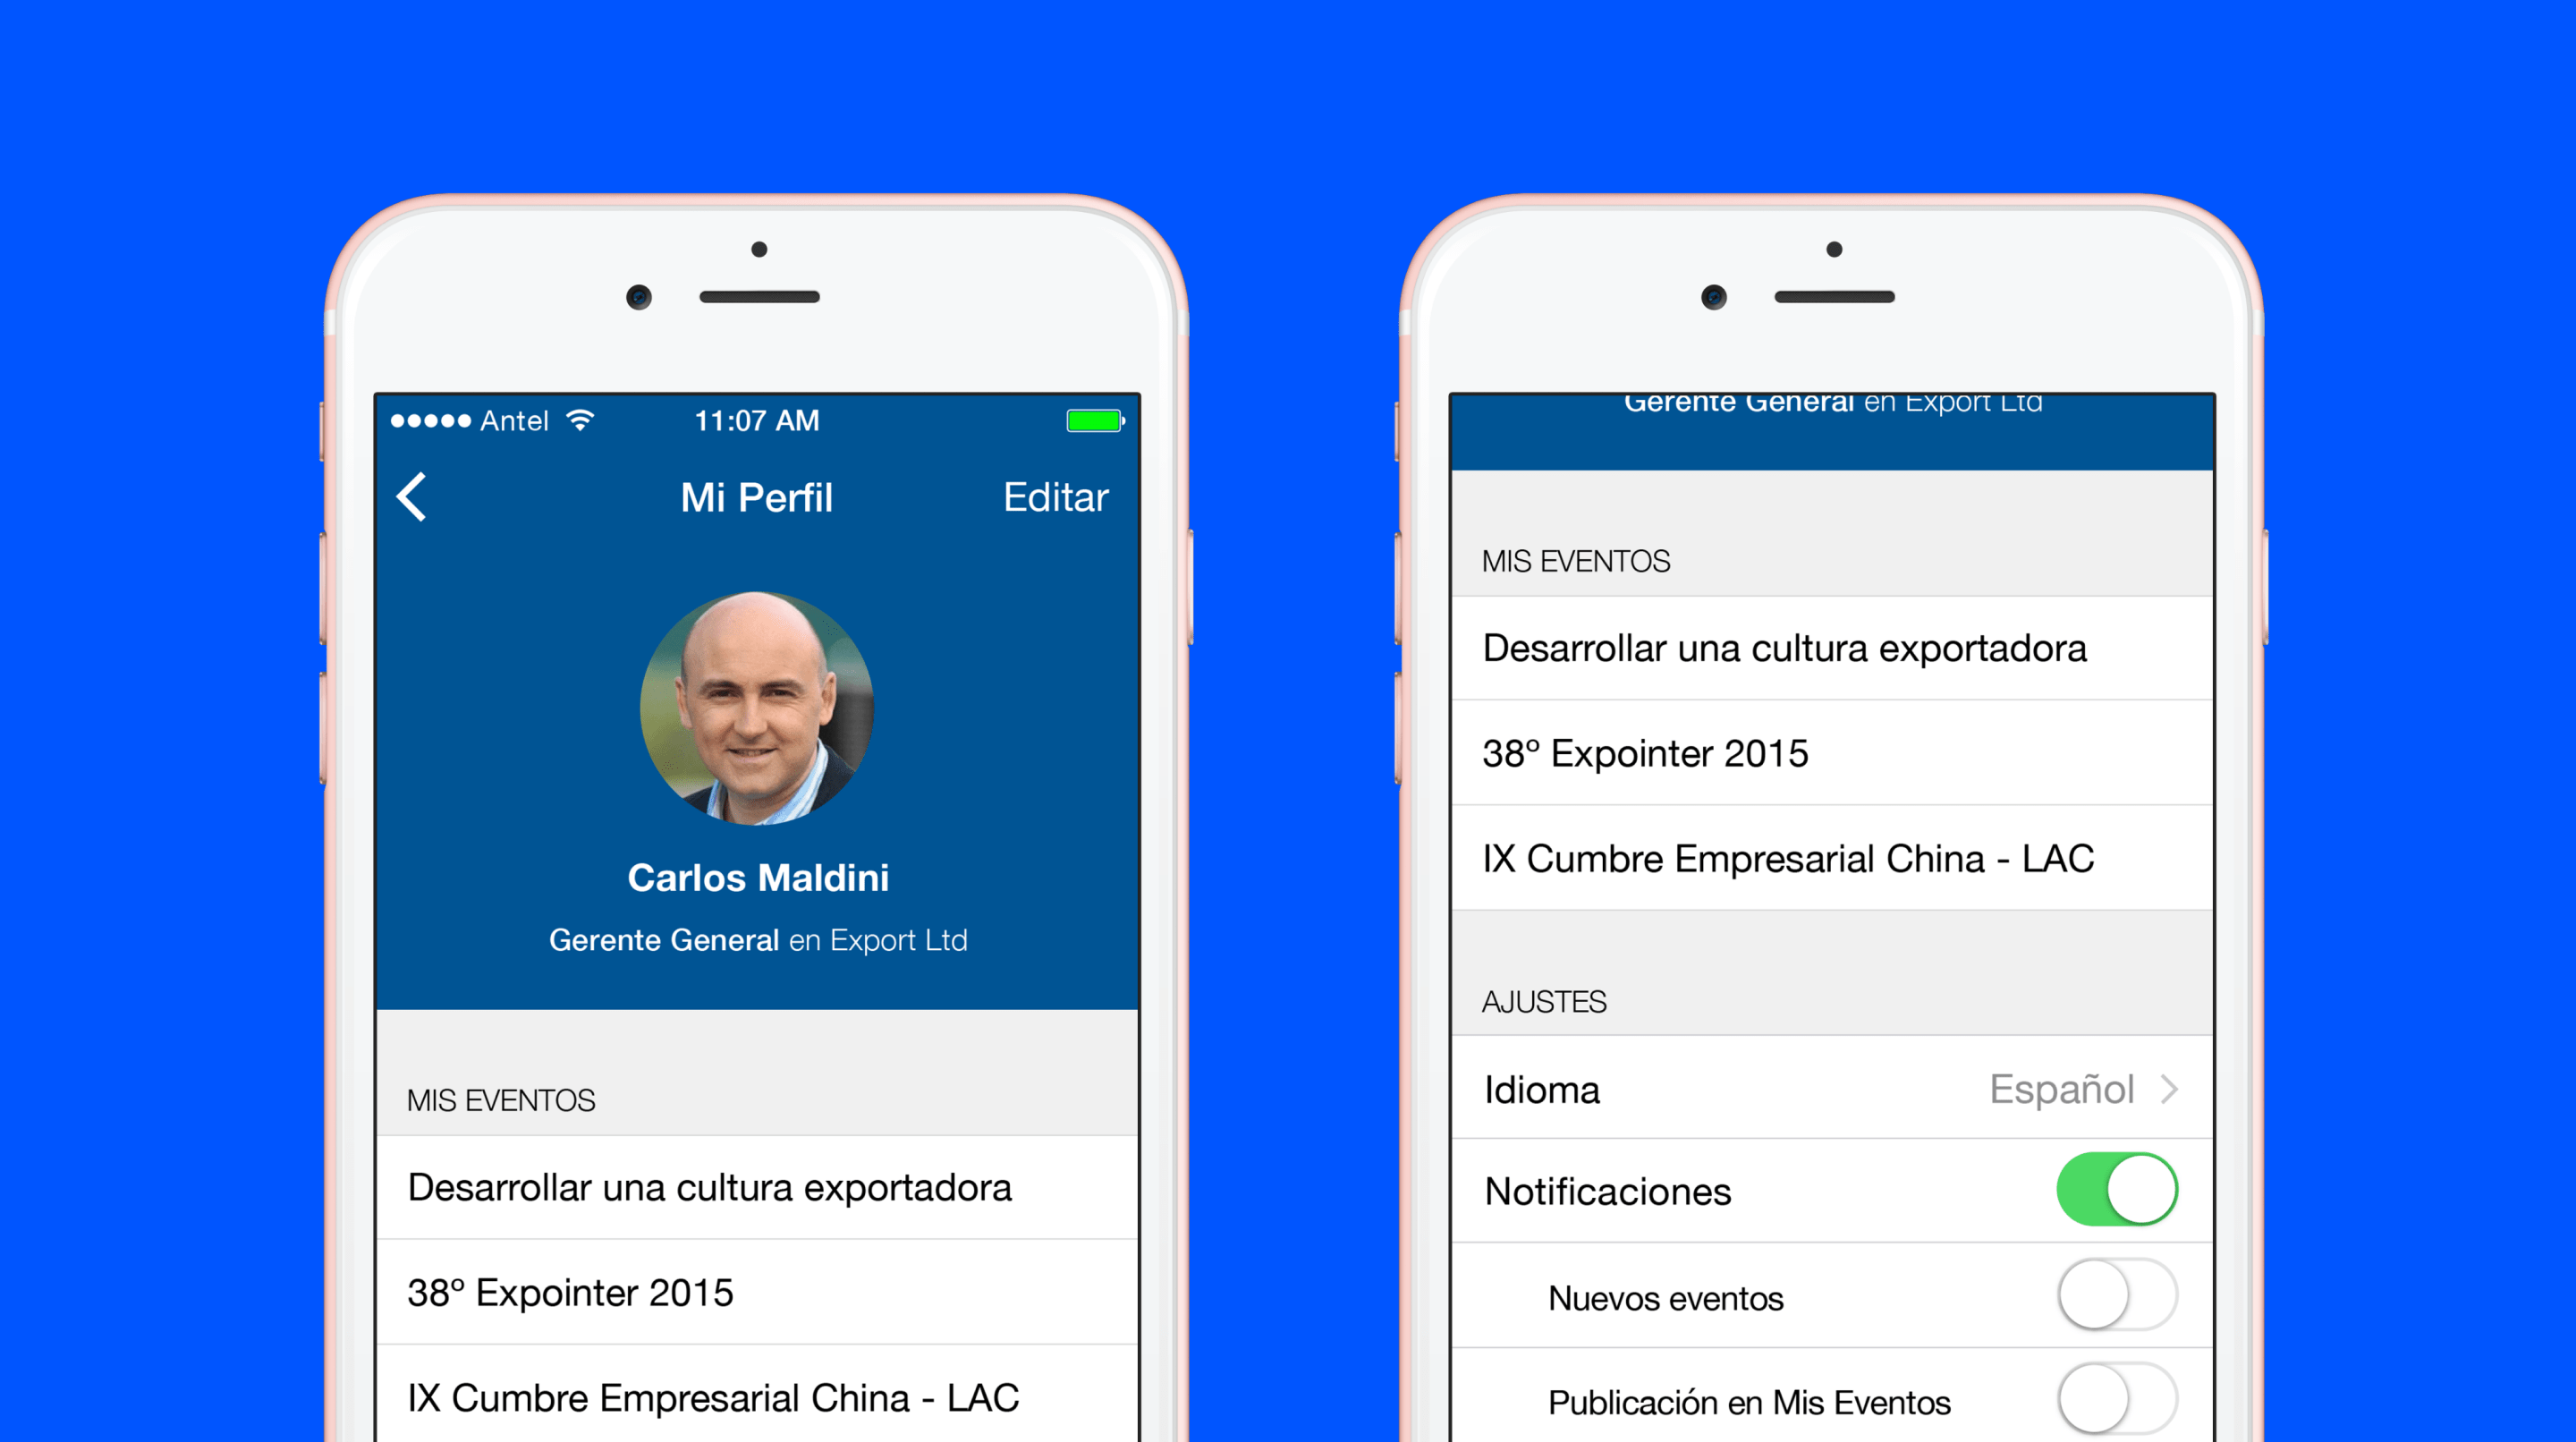 Antel 11:07 AM
Mi Perfil Editar
Carlos Maldini
Gerente General en Export Ltd
MIS EVENTOS
Desarrollar una cultura exportadora
38º Expointer 2015
IX Cumbre Empresarial China - LAC
Gerente General en Export Ltd
MIS EVENTOS
Desarrollar una cultura exportadora
38º Expointer 2015
IX Cumbre Empresarial China - LAC
AJUSTES
Idioma Español
Notificaciones
Nuevos eventos
Publicación en Mis Eventos